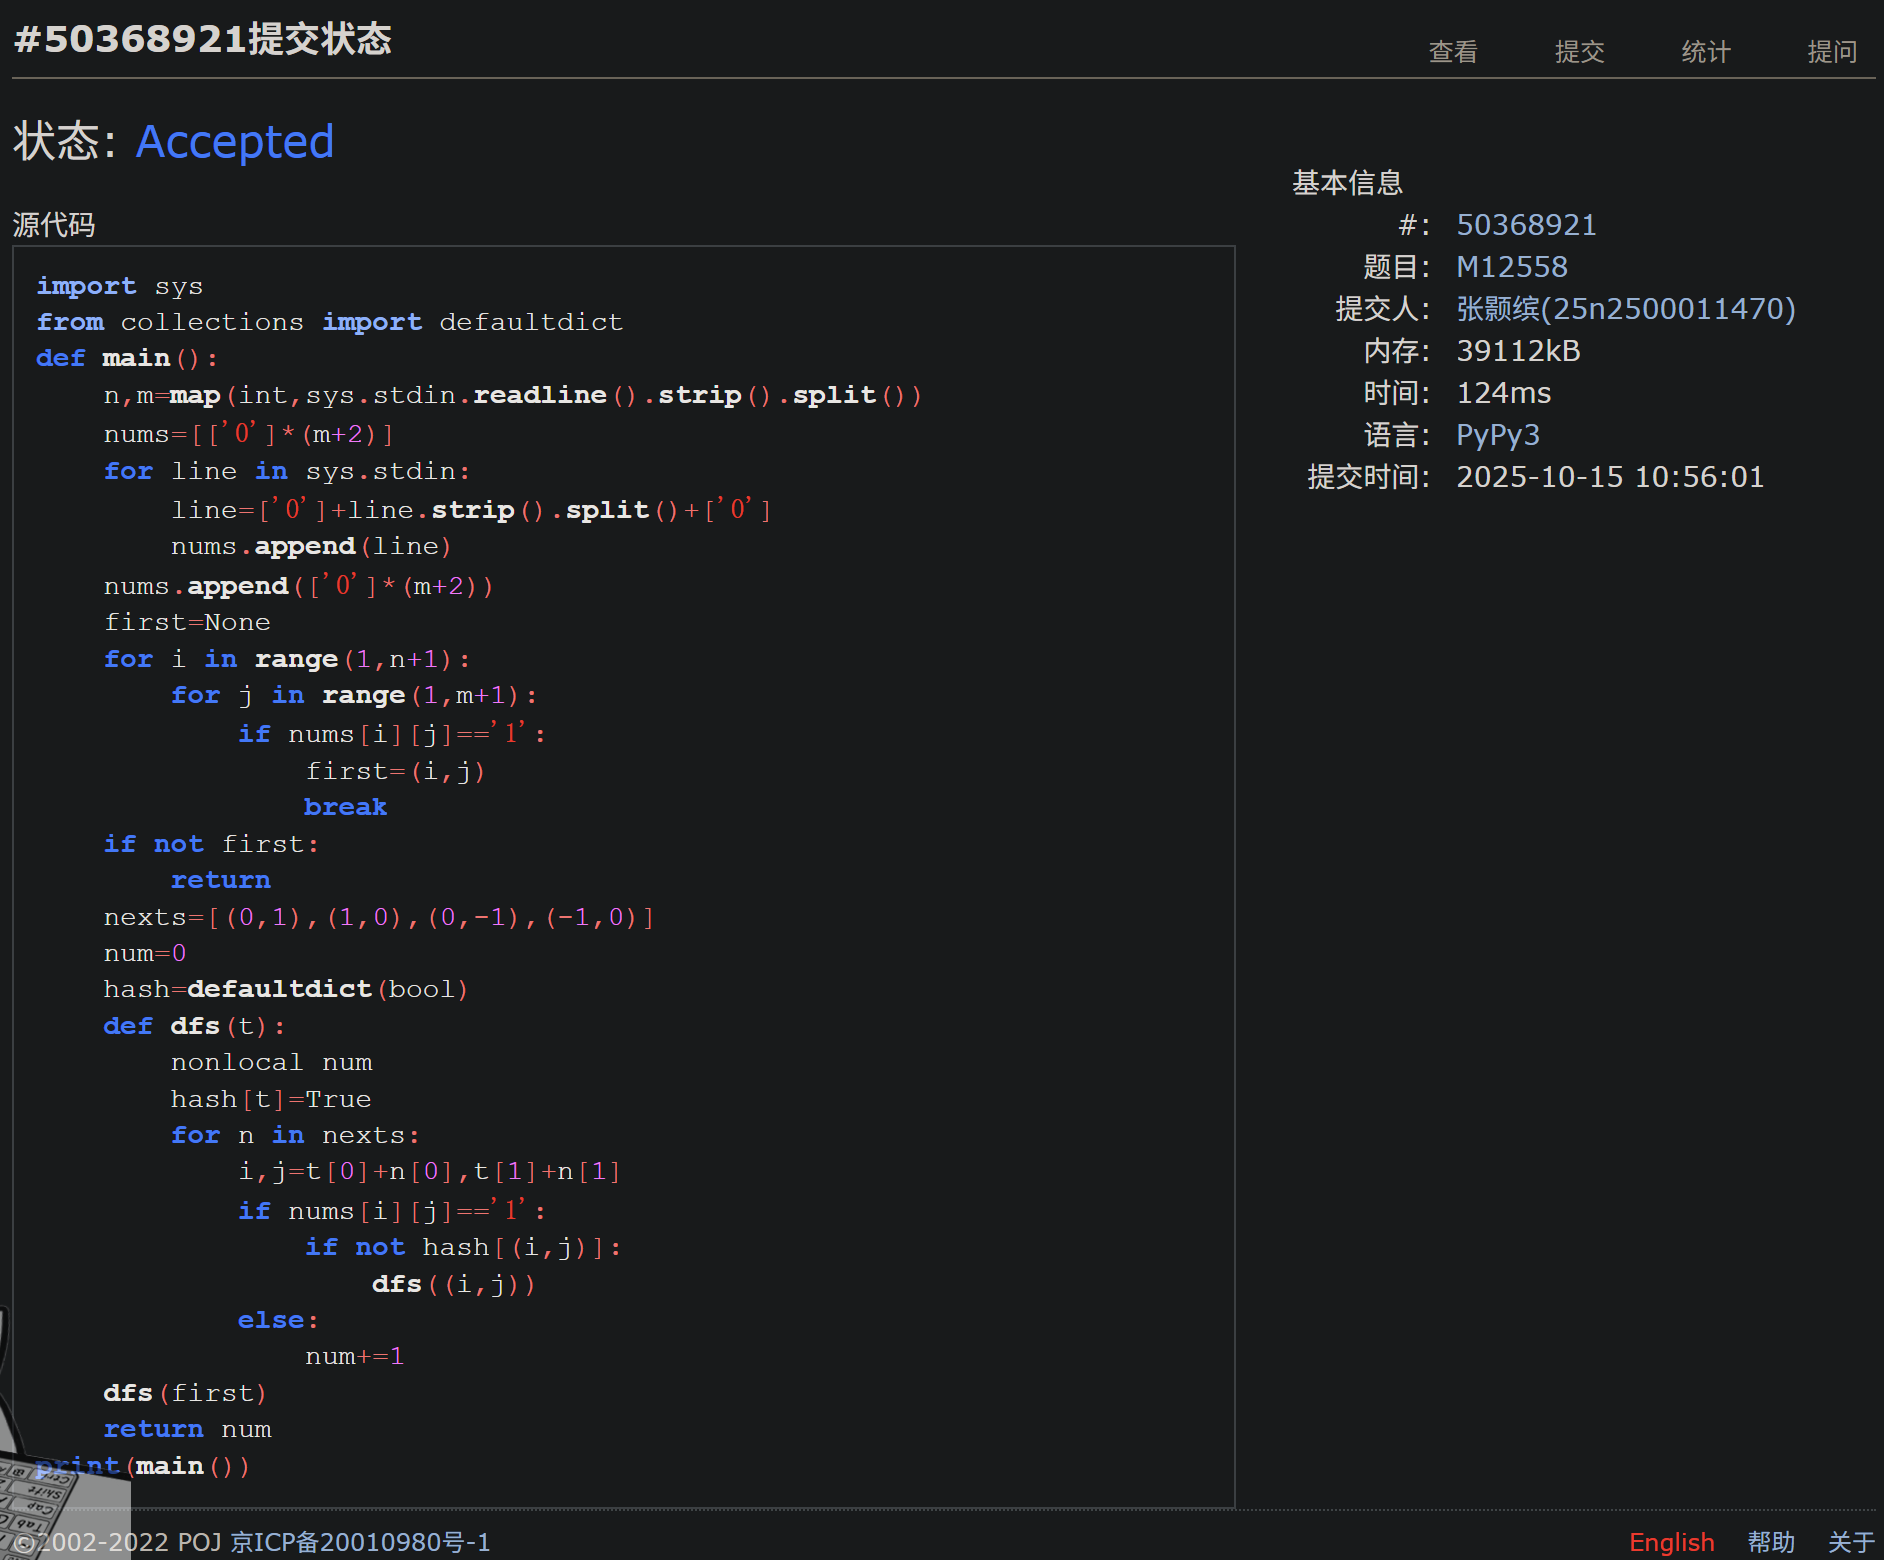 #50368921提交状态
查看 提交 统计 提问
状态: Accepted
源代码
import sys
from collections import defaultdict
def main():
    n,m=map(int,sys.stdin.readline().strip().split())
    nums=[['0']*(m+2)]
    for line in sys.stdin:
        line=['0']+line.strip().split()+['0']
        nums.append(line)
    nums.append(['0']*(m+2))
    first=None
    for i in range(1,n+1):
        for j in range(1,m+1):
            if nums[i][j]=='1':
                first=(i,j)
                break
    if not first:
        return
    nexts=[(0,1),(1,0),(0,-1),(-1,0)]
    num=0
    hash=defaultdict(bool)
    def dfs(t):
        nonlocal num
        hash[t]=True
        for n in nexts:
            i,j=t[0]+n[0],t[1]+n[1]
            if nums[i][j]=='1':
                if not hash[(i,j)]:
                    dfs((i,j))
            else:
                num+=1
    dfs(first)
    return num
print(main())
基本信息
#: 50368921
题目: M12558
提交人: 张颢缤(25n2500011470)
内存: 39112kB
时间: 124ms
语言: PyPy3
提交时间: 2025-10-15 10:56:01
©2002-2022 POJ 京ICP备20010980号-1
English 帮助 关于